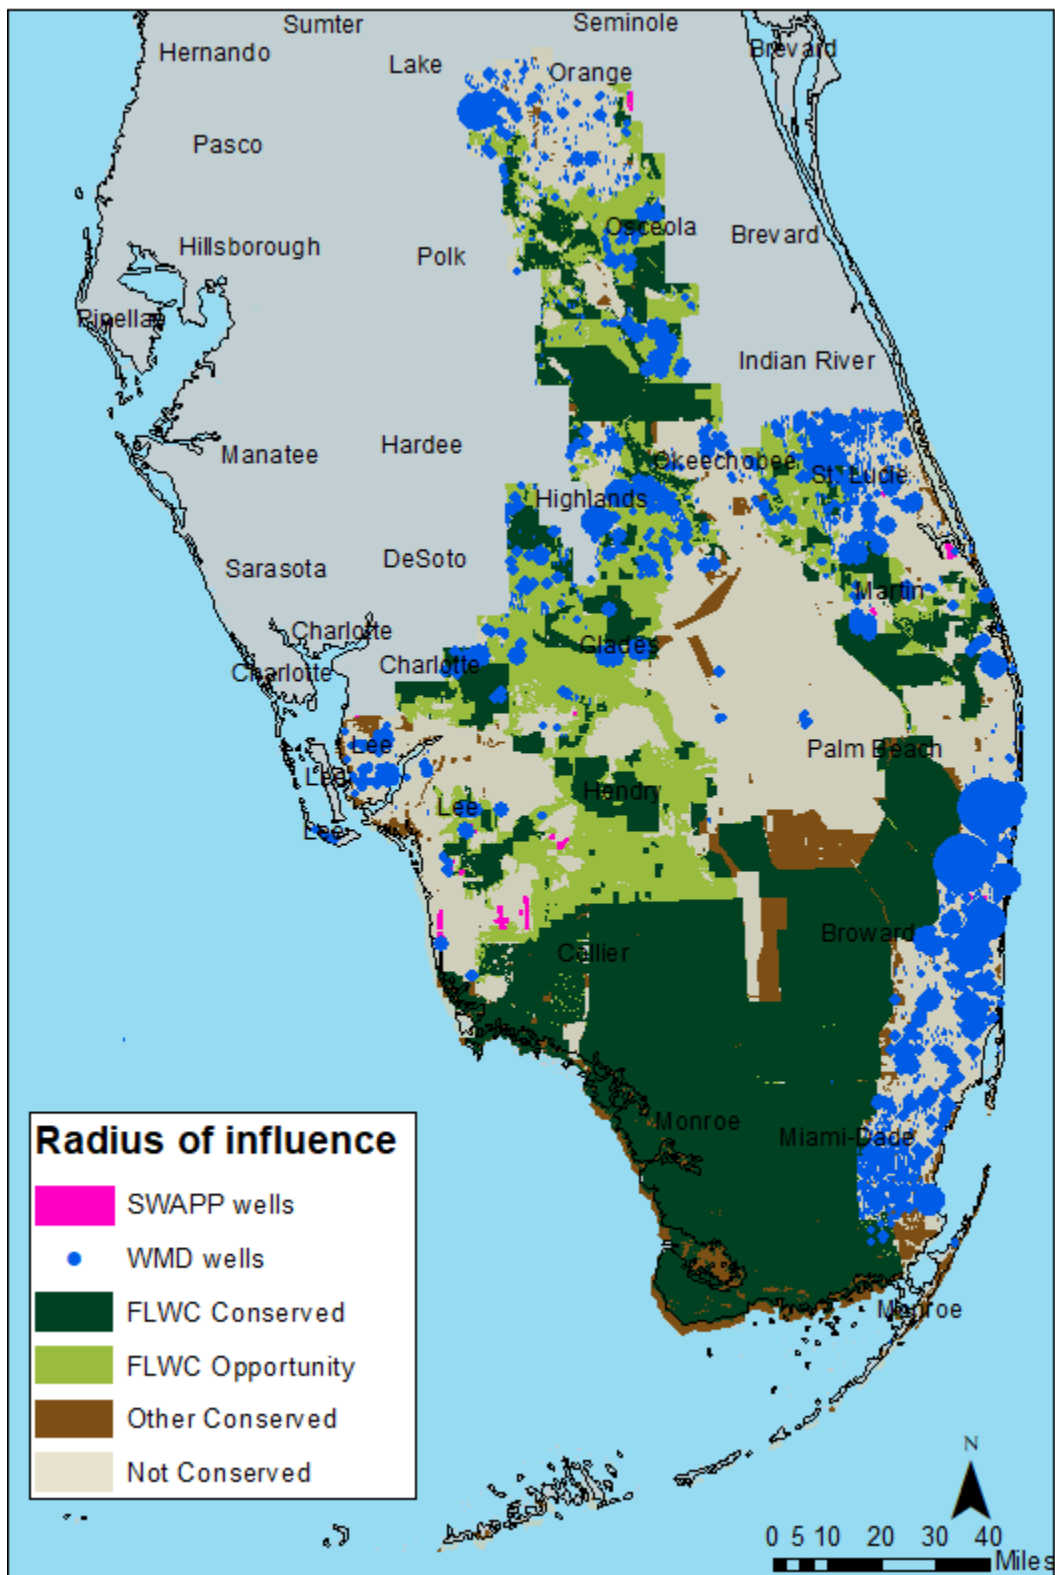 Sumter
Seminole
Hernando
Brevard
Lake
Orange
Pasco
Osceola
Brevard
Hillsborough
Polk
Pinellas
Indian River
Manatee
Hardee
Okeechobee
St. Lucie
Highlands
Sarasota
DeSoto
Martin
Charlotte
Glades
Charlotte
Charlotte
Lee
Palm Beach
Lee
Hendry
Lee
Lee
Broward
Collier
Monroe
Miami-Dade
Monroe
Radius of influence
SWAPP wells
WMD wells
FLWC Conserved
FLWC Opportunity
Other Conserved
Not Conserved
N
0 5 10 20 30 40
Miles